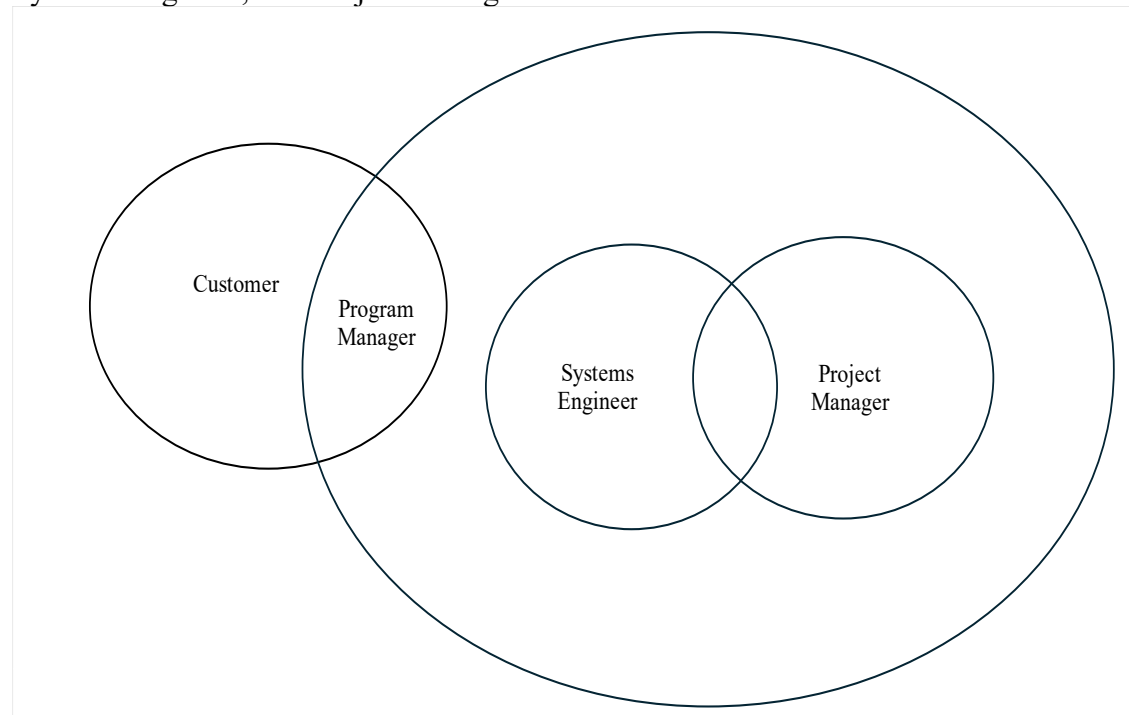 Customer
Program
Manager
Systems
Engineer
Project
Manager